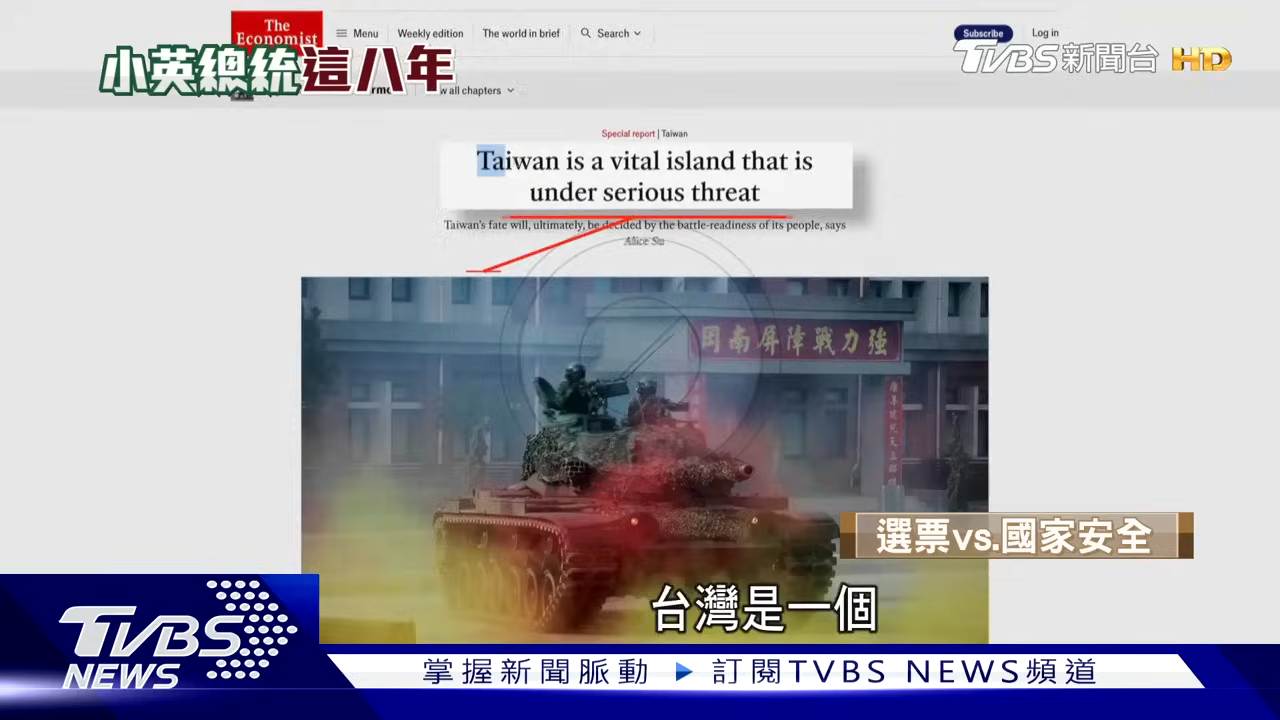 The
Economist
Menu
Weekly edition
The world in brief
Search
Subscribe
Log in
小英總統這八年
TVBS新聞台 HD
all chapters
Special report | Taiwan
Taiwan is a vital island that is
under serious threat
Taiwan's fate will, ultimately, be decided by the battle-readiness of its people, says
Alice Su
岡南屏障戰力強
選票vs.國家安全
台灣是一個
TVBS
NEWS
掌握新聞脈動 訂閱TVBS NEWS頻道